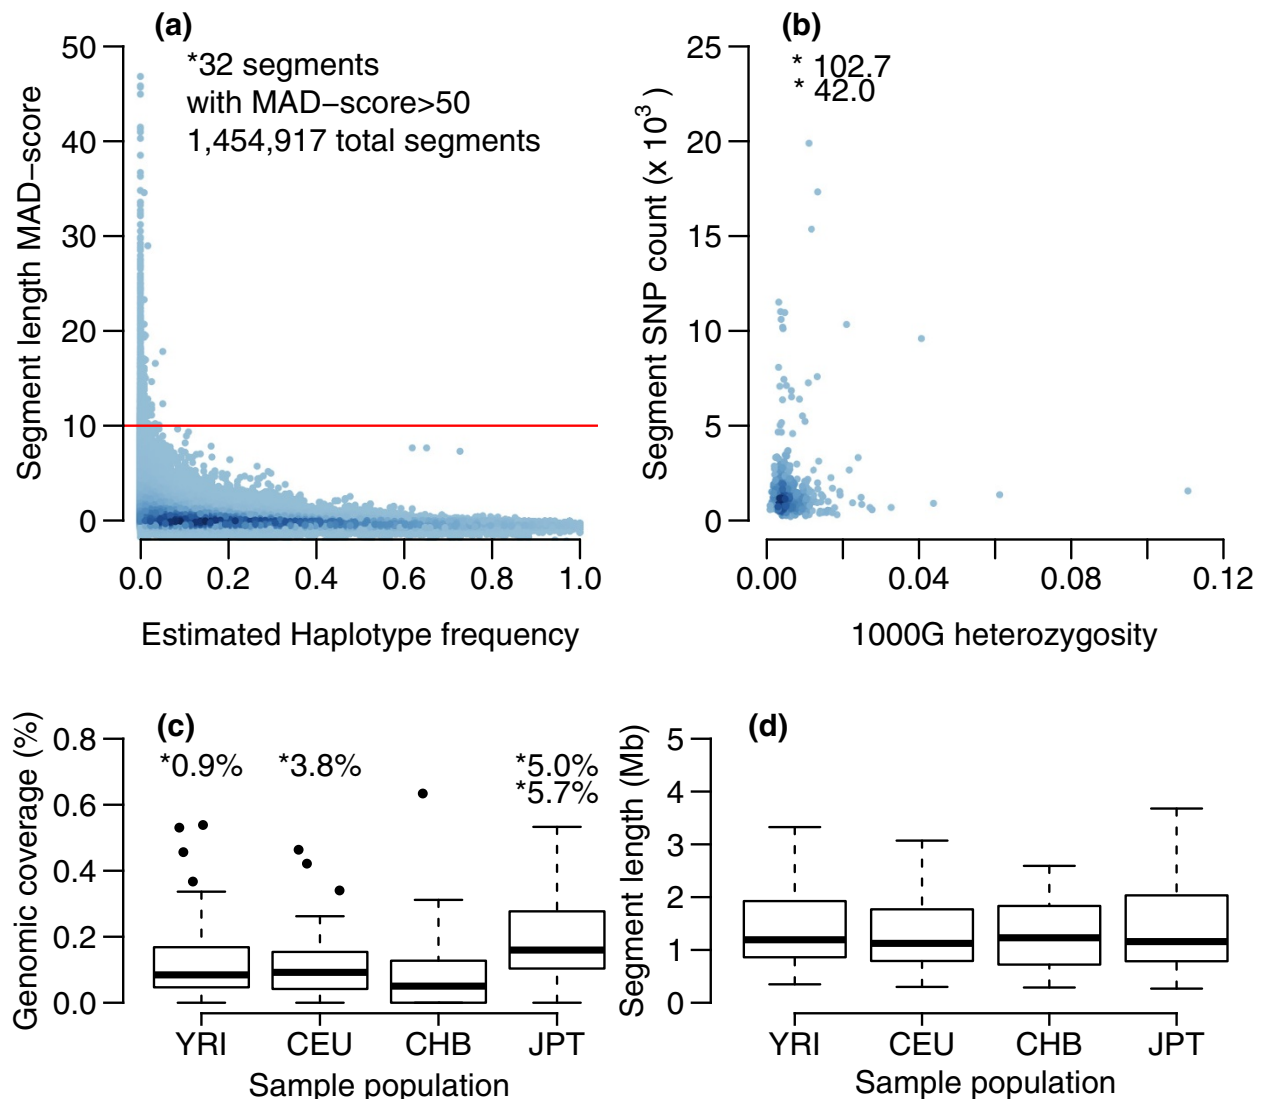 (a)
50
40
30
20
10
0
Segment length MAD−score
*32 segments
with MAD−score>50
1,454,917 total segments
0.0 0.2 0.4 0.6 0.8 1.0
Estimated Haplotype frequency
(b)
25
20
15
10
5
0
Segment SNP count (x 10³ )
* 102.7
* 42.0
0.00 0.04 0.08 0.12
1000G heterozygosity
(c)
0.8
0.6
0.4
0.2
0.0
Genomic coverage (%)
*0.9% *3.8% *5.0%
*5.7%
YRI CEU CHB JPT
Sample population
(d)
5
4
3
2
1
0
Segment length (Mb)
YRI CEU CHB JPT
Sample population